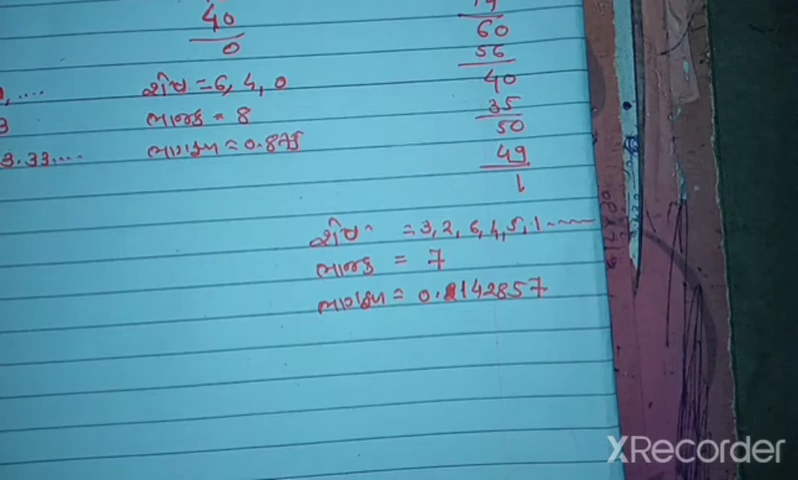 40
0
શેષ = 6, 4, 0
ભાજક = 8
ભાગફળ = 0.875
3
3.33....
60
56
40
35
50
49
1
શેષ = 3, 2, 6, 4, 5, 1 ......
ભાજક = 7
ભાગફળ = 0.142857
XRecorder